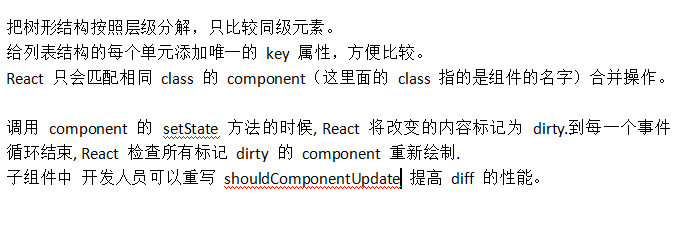 把树形结构按照层级分解，只比较同级元素。
给列表结构的每个单元添加唯一的 key 属性，方便比较。
React 只会匹配相同 class 的 component（这里面的 class 指的是组件的名字）合并操作。
调用 component 的 setState 方法的时候, React 将改变的内容标记为 dirty.到每一个事件
循环结束, React 检查所有标记 dirty 的 component 重新绘制.
子组件中 开发人员可以重写 shouldComponentUpdate 提高 diff 的性能。